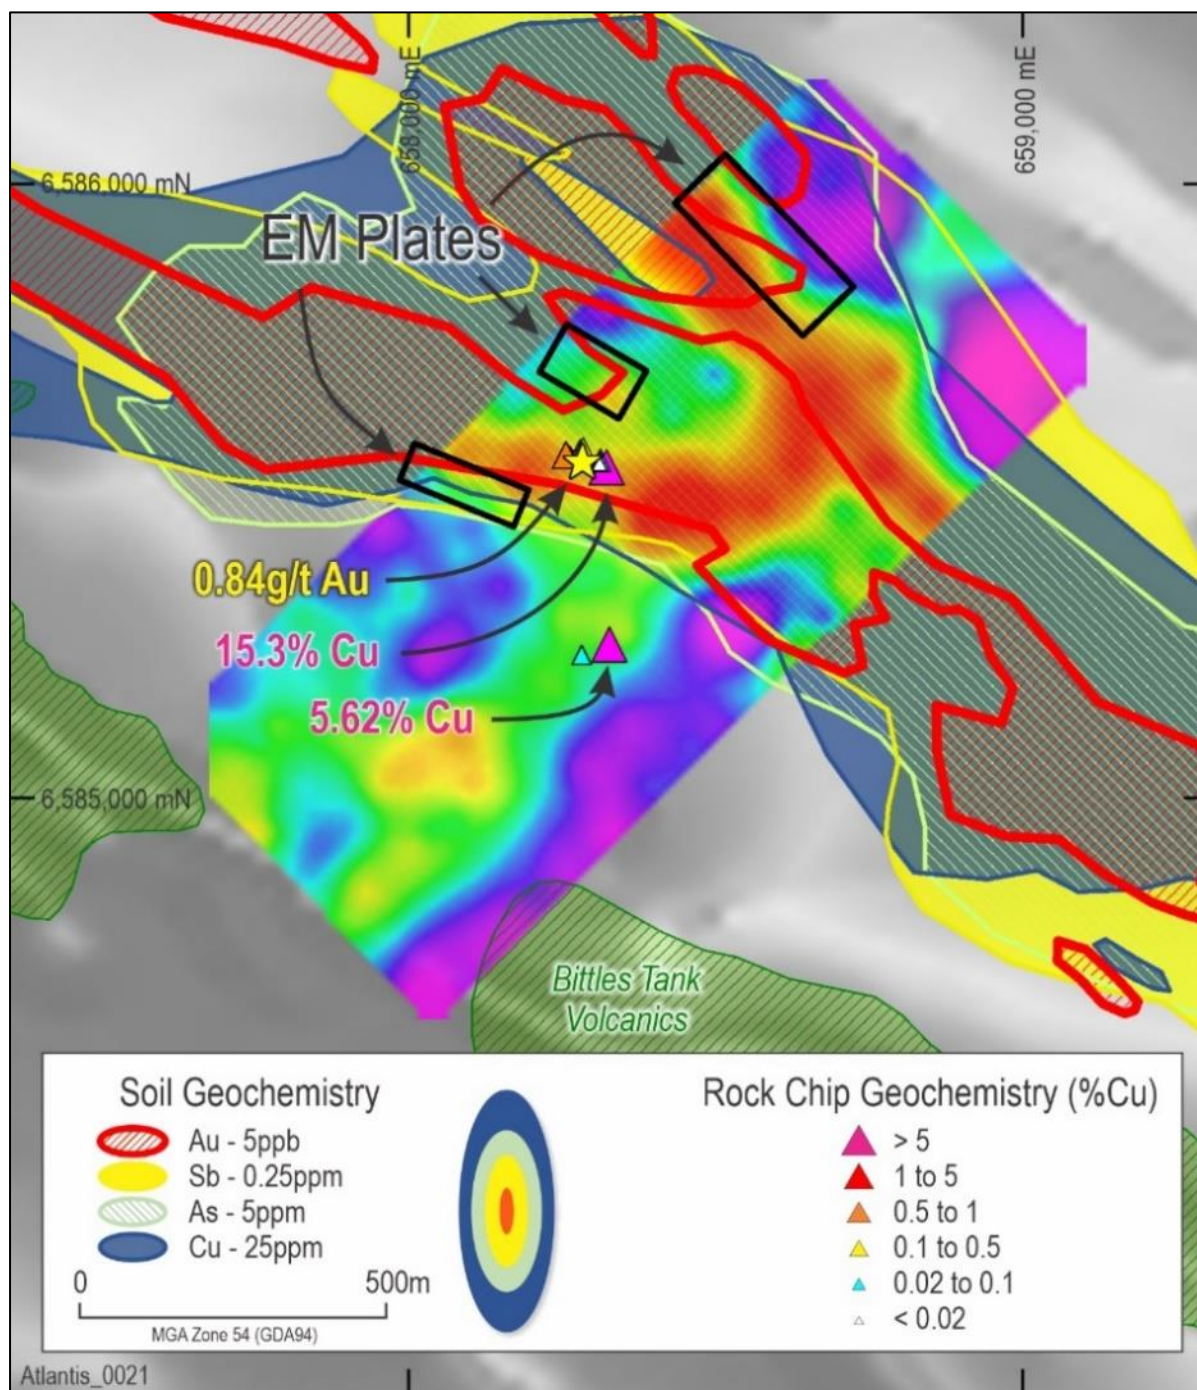 658,000 mE
659,000 mE
6,586,000 mN
EM Plates
0.84g/t Au
15.3% Cu
5.62% Cu
6,585,000 mN
Bittles Tank
Volcanics
Soil Geochemistry
Au - 5ppb
Sb - 0.25ppm
As - 5ppm
Cu - 25ppm
0 500m
MGA Zone 54 (GDA94)
Rock Chip Geochemistry (%Cu)
> 5
1 to 5
0.5 to 1
0.1 to 0.5
0.02 to 0.1
< 0.02
Atlantis_0021